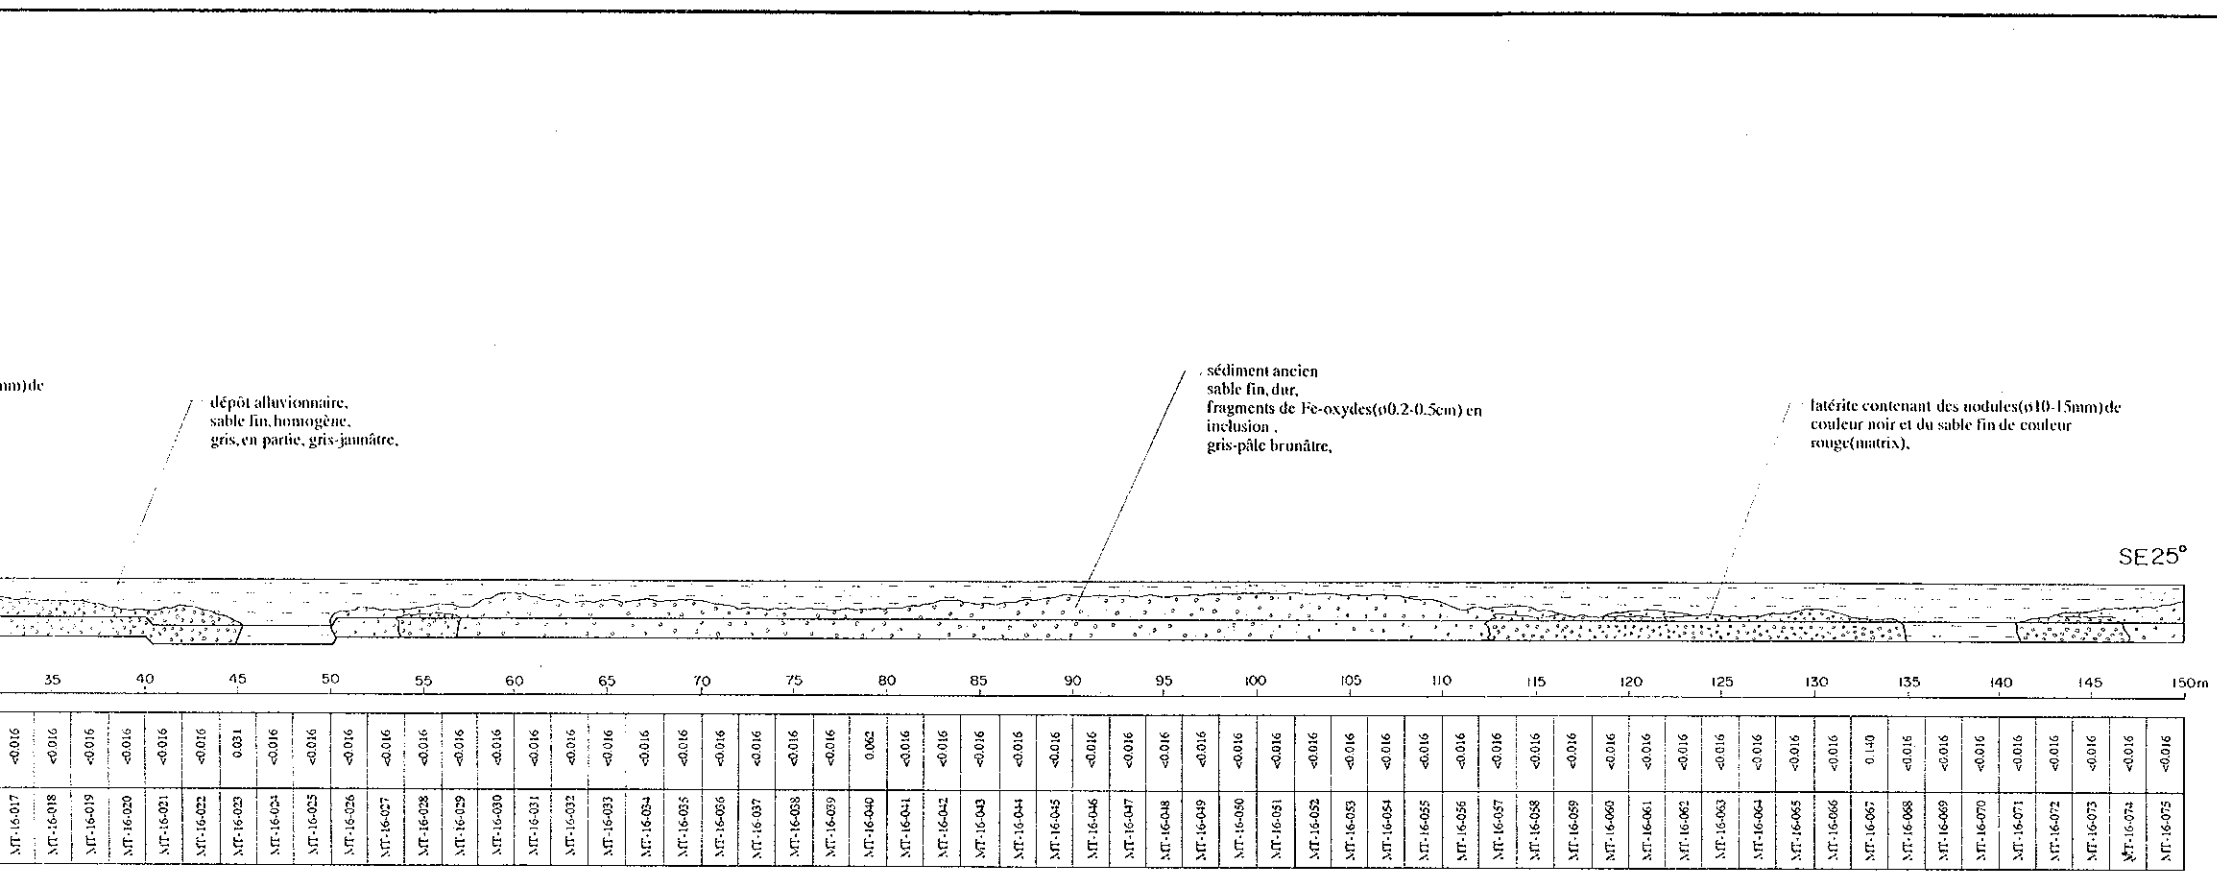 mm)de
dépôt alluvionnaire,
sable fin, homogène,
gris, en partie, gris-jaunâtre,
sédiment ancien
sable fin, dur,
fragments de Fe-oxydes(ø0.2-0.5cm) en
inclusion ,
gris-pâle brunâtre,
latérite contenant des nodules(ø10-15mm)de
couleur noir et du sable fin de couleur
rouge(matrix),
SE25°
35 40 45 50 55 60 65 70 75 80 85 90 95 100 105 110 115 120 125 130 135 140 145 150m
<0.016 <0.016 <0.016 <0.016 <0.016 <0.016 0.031 <0.016 <0.016 <0.016 <0.016 <0.016 <0.016 <0.016 <0.016 <0.016 <0.016 <0.016 <0.016 <0.016 <0.016 <0.016 <0.016 0.062 <0.016 <0.016 <0.016 <0.016 <0.016 <0.016 <0.016 <0.016 <0.016 <0.016 <0.016 <0.016 <0.016 <0.016 <0.016 <0.016 <0.016 <0.016 <0.016 <0.016 <0.016 <0.016 <0.016 <0.016 <0.016 <0.016 0.140 <0.016 <0.016 <0.016 <0.016 <0.016 <0.016 <0.016 <0.016
MT-16-017 MT-16-018 MT-16-019 MT-16-020 MT-16-021 MT-16-022 MT-16-023 MT-16-024 MT-16-025 MT-16-026 MT-16-027 MT-16-028 MT-16-029 MT-16-030 MT-16-031 MT-16-032 MT-16-033 MT-16-034 MT-16-035 MT-16-036 MT-16-037 MT-16-038 MT-16-039 MT-16-040 MT-16-041 MT-16-042 MT-16-043 MT-16-044 MT-16-045 MT-16-046 MT-16-047 MT-16-048 MT-16-049 MT-16-050 MT-16-051 MT-16-052 MT-16-053 MT-16-054 MT-16-055 MT-16-056 MT-16-057 MT-16-058 MT-16-059 MT-16-060 MT-16-061 MT-16-062 MT-16-063 MT-16-064 MT-16-065 MT-16-066 MT-16-067 MT-16-068 MT-16-069 MT-16-070 MT-16-071 MT-16-072 MT-16-073 MT-16-074 MT-16-075